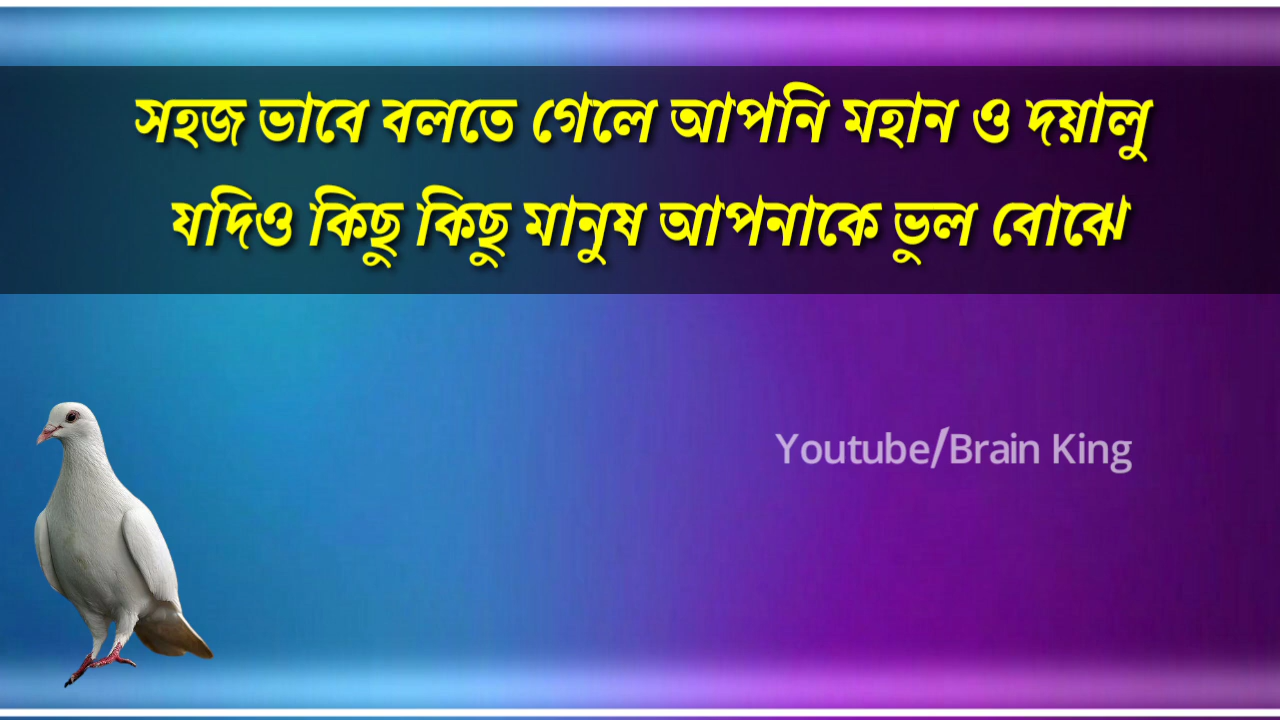 সহজ ভাবে বলতে গেলে আপনি মহান ও দয়ালু
যদিও কিছু কিছু মানুষ আপনাকে ভুল বোঝে
Youtube/Brain King